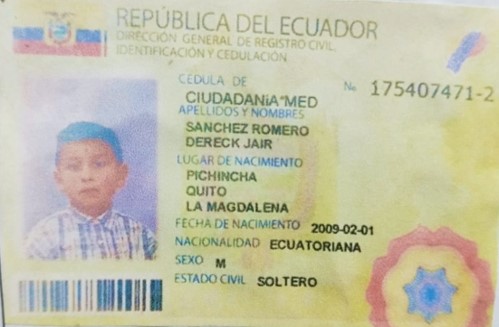 REPÚBLICA DEL ECUADOR
DIRECCIÓN GENERAL DE REGISTRO CIVIL,
IDENTIFICACIÓN Y CEDULACIÓN
CÉDULA DE Nº 175407471-2
CIUDADANíA*MED
APELLIDOS Y NOMBRES
SANCHEZ ROMERO
DERECK JAIR
LUGAR DE NACIMIENTO
PICHINCHA
QUITO
LA MAGDALENA
FECHA DE NACIMIENTO 2009-02-01
NACIONALIDAD ECUATORIANA
SEXO M
ESTADO CIVIL SOLTERO